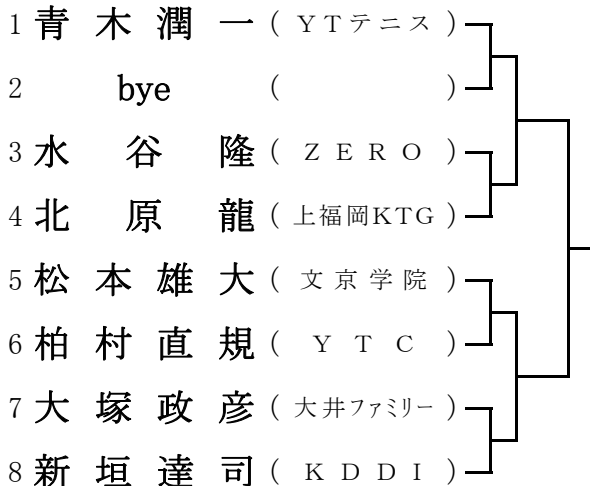 1 青木潤一 (YTテニス)
2 bye ( )
3 水谷隆 (ZERO)
4 北原龍 (上福岡KTG)
5 松本雄大 (文京学院)
6 柏村直規 (YTC)
7 大塚政彦 (大井ファミリー)
8 新垣達司 (KDDI)